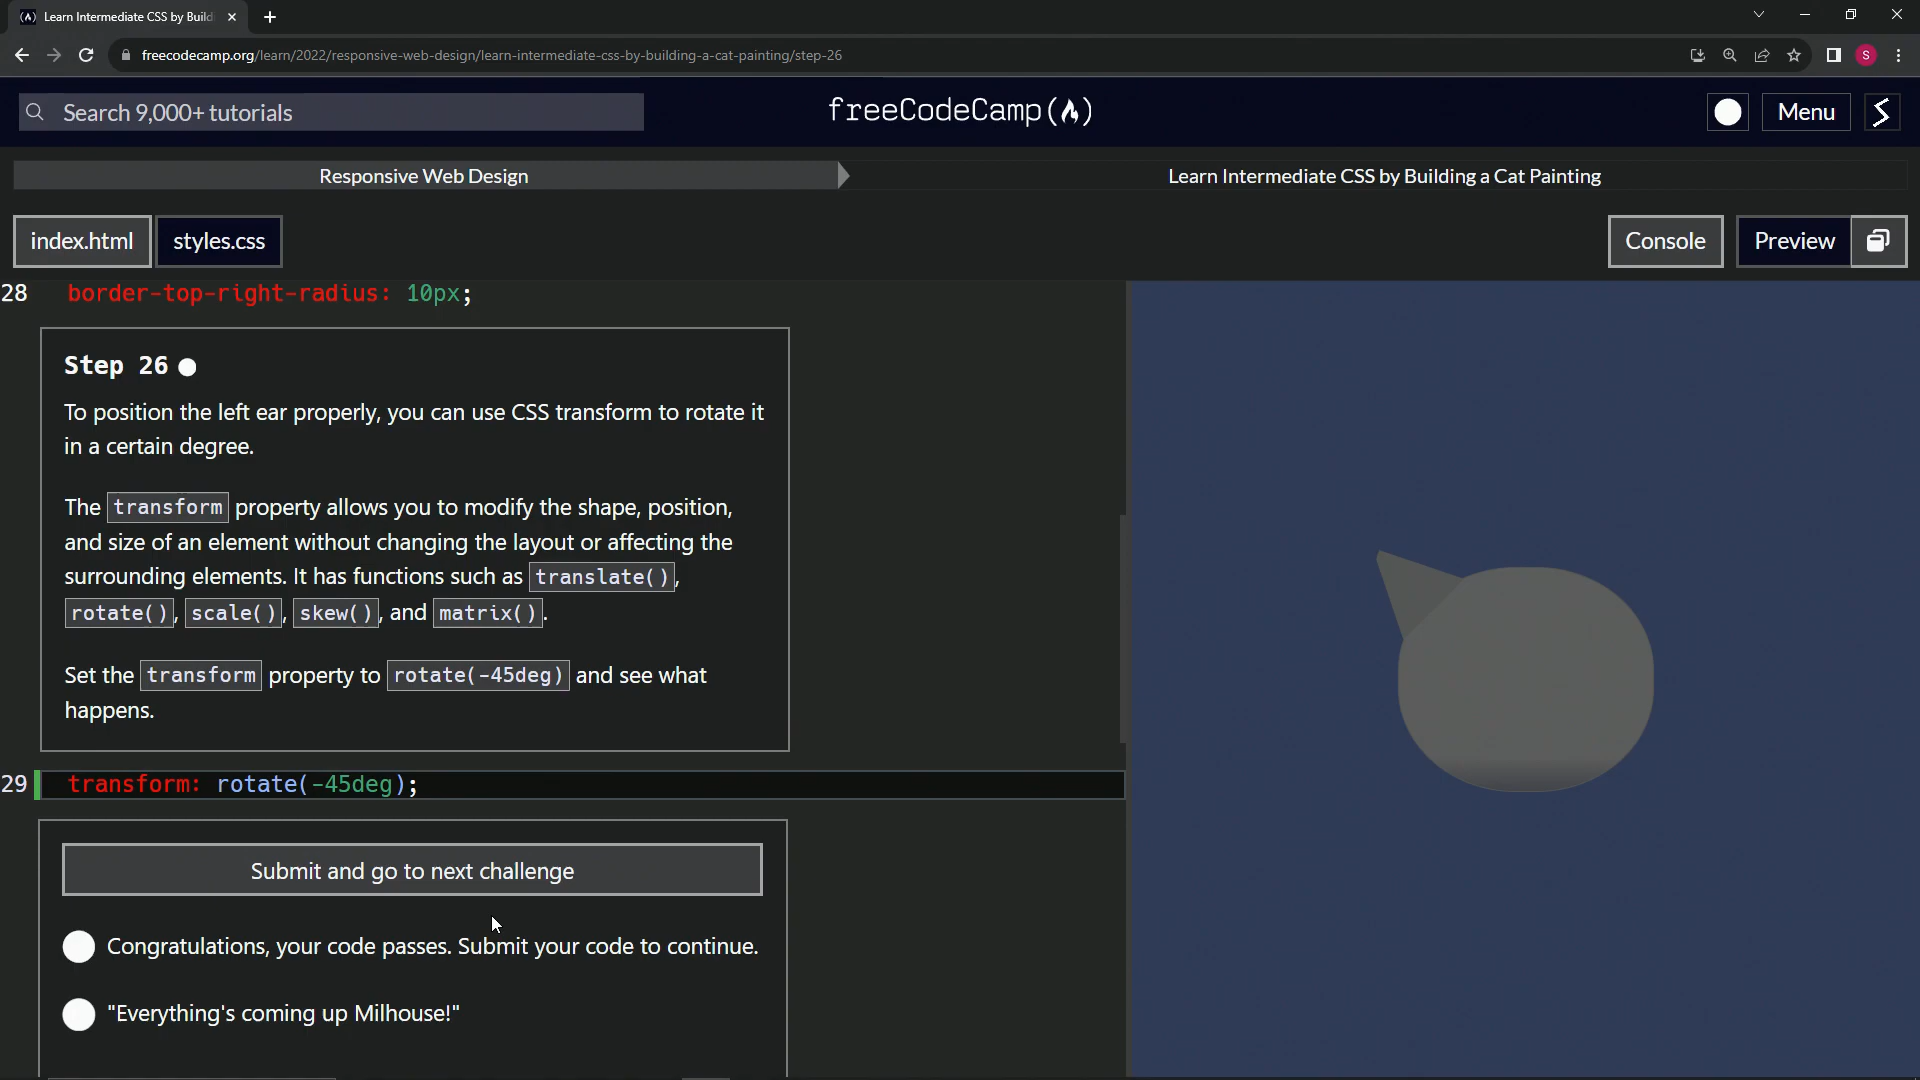 Learn Intermediate CSS by Build
freecodecamp.org/learn/2022/responsive-web-design/learn-intermediate-css-by-building-a-cat-painting/step-26
S
Search 9,000+ tutorials
freeCodeCamp
Menu
Responsive Web Design
Learn Intermediate CSS by Building a Cat Painting
index.html
styles.css
Console
Preview
28 border-top-right-radius: 10px;
Step 26
To position the left ear properly, you can use CSS transform to rotate it
in a certain degree.
The transform property allows you to modify the shape, position,
and size of an element without changing the layout or affecting the
surrounding elements. It has functions such as translate(),
rotate(), scale(), skew(), and matrix().
Set the transform property to rotate(-45deg) and see what
happens.
29 transform: rotate(-45deg);
Submit and go to next challenge
Congratulations, your code passes. Submit your code to continue.
"Everything's coming up Milhouse!"